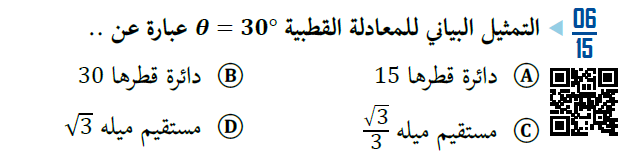 06/15 التمثيل البياني للمعادلة القطبية θ = 30° عبارة عن ..
A دائرة قطرها 15 B دائرة قطرها 30
C مستقيم ميله √3/3 D مستقيم ميله √3